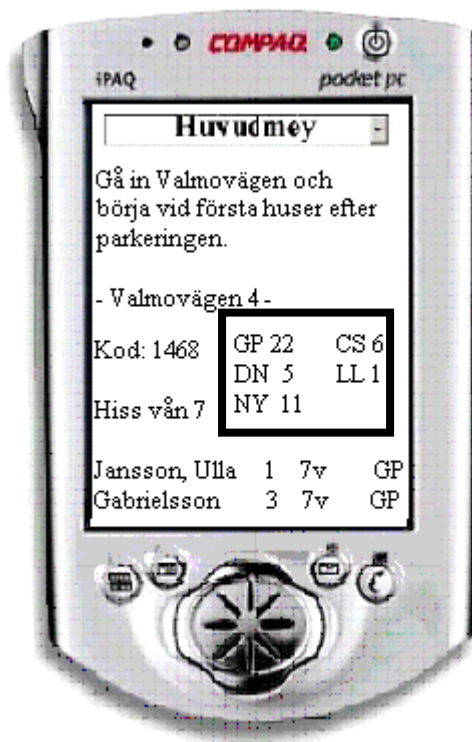 COMPAQ
iPAQ pocket pc
Huvudmey
Gå in Valmovägen och
börja vid första huser efter
parkeringen.
- Valmovägen 4 -
Kod: 1468
Hiss vån 7
GP 22 CS 6
DN 5 LL 1
NY 11
Jansson, Ulla 1 7v GP
Gabrielsson 3 7v GP